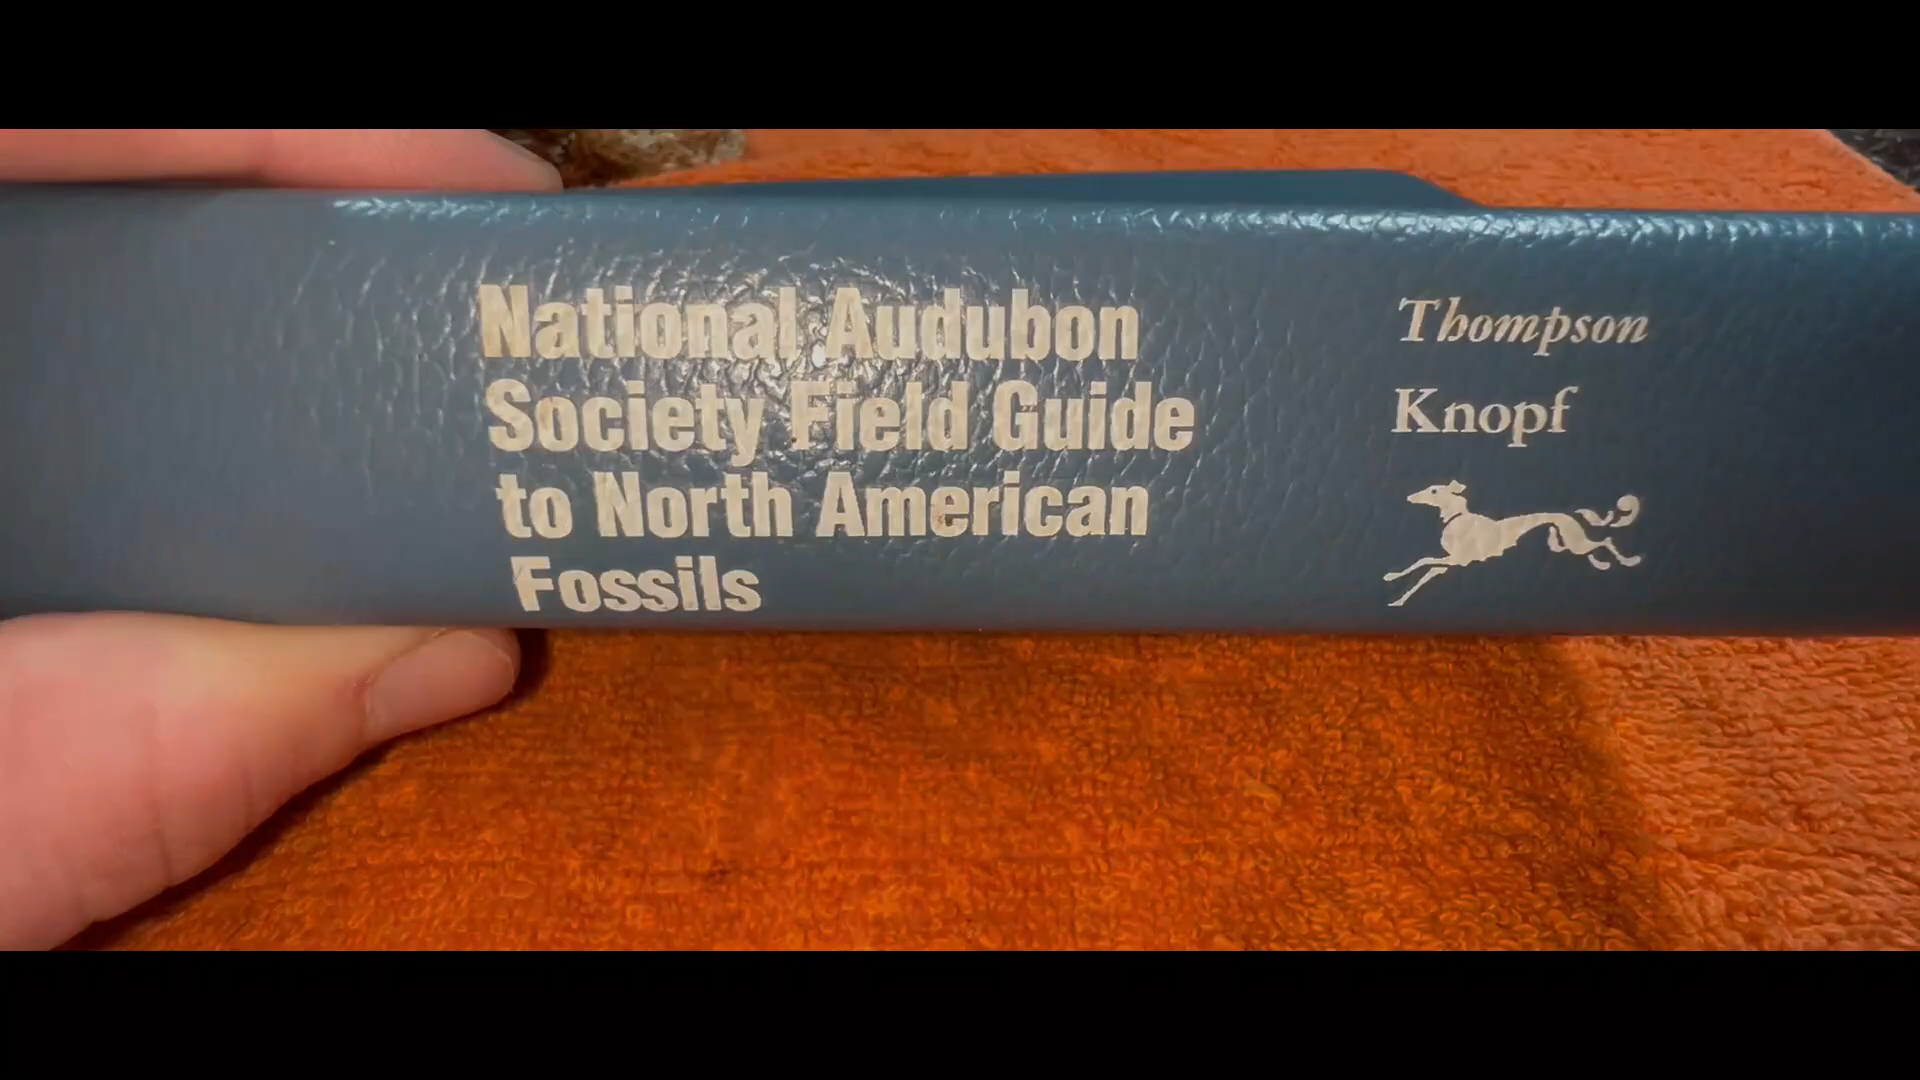 National Audubon
Society Field Guide
to North American
Fossils
Thompson
Knopf